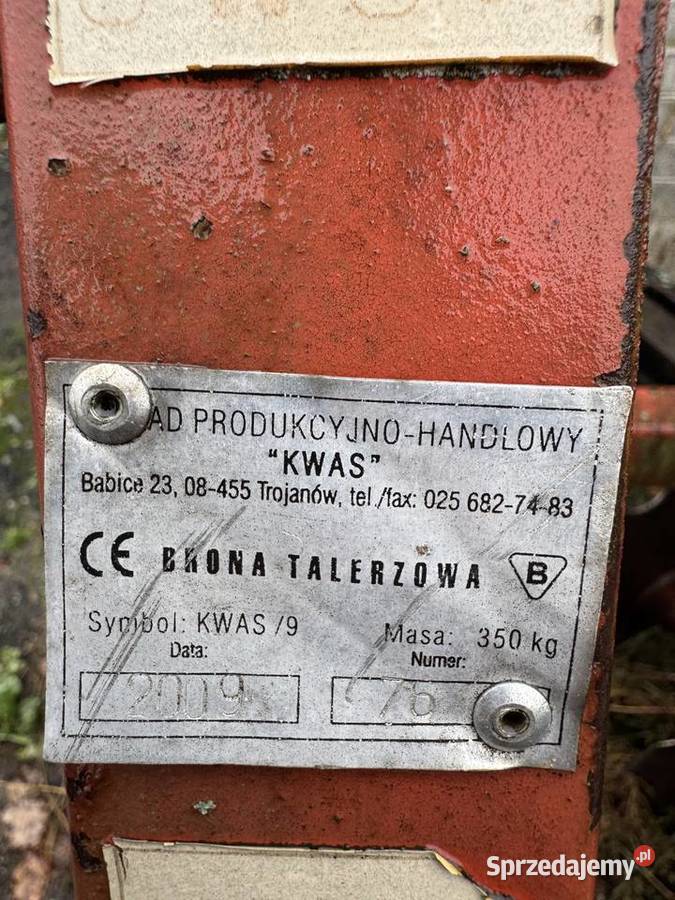 AD PRODUKCYJNO-HANDLOWY
"KWAS"
Babice 23, 08-455 Trojanów, tel./fax: 025 682-74-83
CE BRONA TALERZOWA B
Symbol: KWAS /9 Masa: 350 kg
Data: Numer:
2009 76
Sprzedajemy.pl